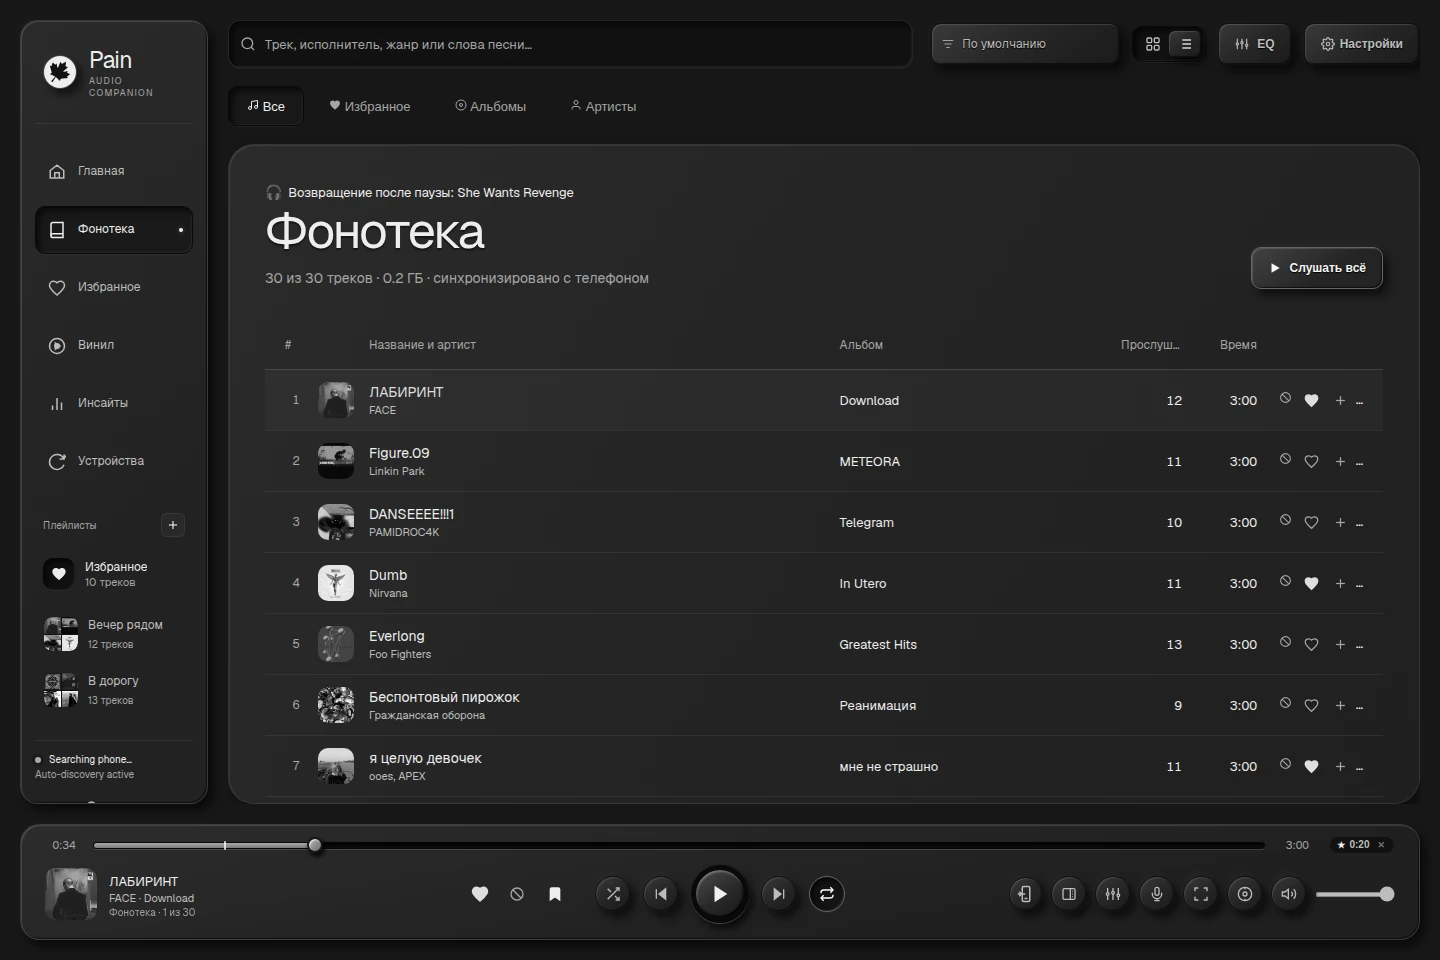 Pain
AUDIO
COMPANION
Главная
Фонотека
Избранное
Винил
Инсайты
Устройства
Плейлисты
Избранное
10 треков
Вечер рядом
12 треков
В дорогу
13 треков
Searching phone...
Auto-discovery active
Трек, исполнитель, жанр или слова песни...
По умолчанию
EQ
Настройки
Все
Избранное
Альбомы
Артисты
Возвращение после паузы: She Wants Revenge
Фонотека
30 из 30 треков · 0.2 ГБ · синхронизировано с телефоном
Слушать всё
# Название и артист Альбом Прослуш... Время
1 ЛАБИРИНТ Download 12 3:00 ...
FACE
2 Figure.09 METEORA 11 3:00 ...
Linkin Park
3 DANSEEEE!!!1 Telegram 10 3:00 ...
PAMIDROC4K
4 Dumb In Utero 11 3:00 ...
Nirvana
5 Everlong Greatest Hits 13 3:00 ...
Foo Fighters
6 Беспонтовый пирожок Реанимация 9 3:00 ...
Гражданская оборона
7 я целую девочек мне не страшно 11 3:00 ...
ooes, APEX
0:34 3:00 ★ 0:20 ×
ЛАБИРИНТ
FACE · Download
Фонотека · 1 из 30